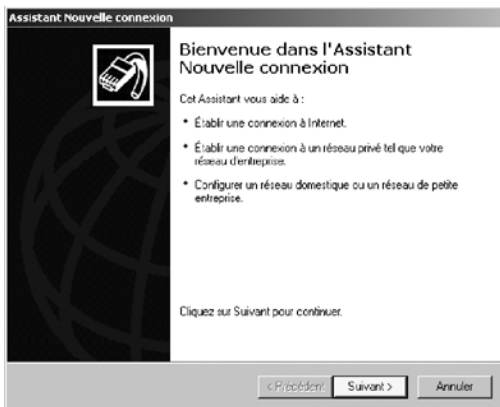 Assistant Nouvelle connexion
Bienvenue dans l'Assistant
Nouvelle connexion
Cet Assistant vous aide à :
• Établir une connexion à Internet.
• Établir une connexion à un réseau privé tel que votre
réseau d'entreprise.
• Configurer un réseau domestique ou un réseau de petite
entreprise.
Cliquez sur Suivant pour continuer.
< Précédent
Suivant >
Annuler